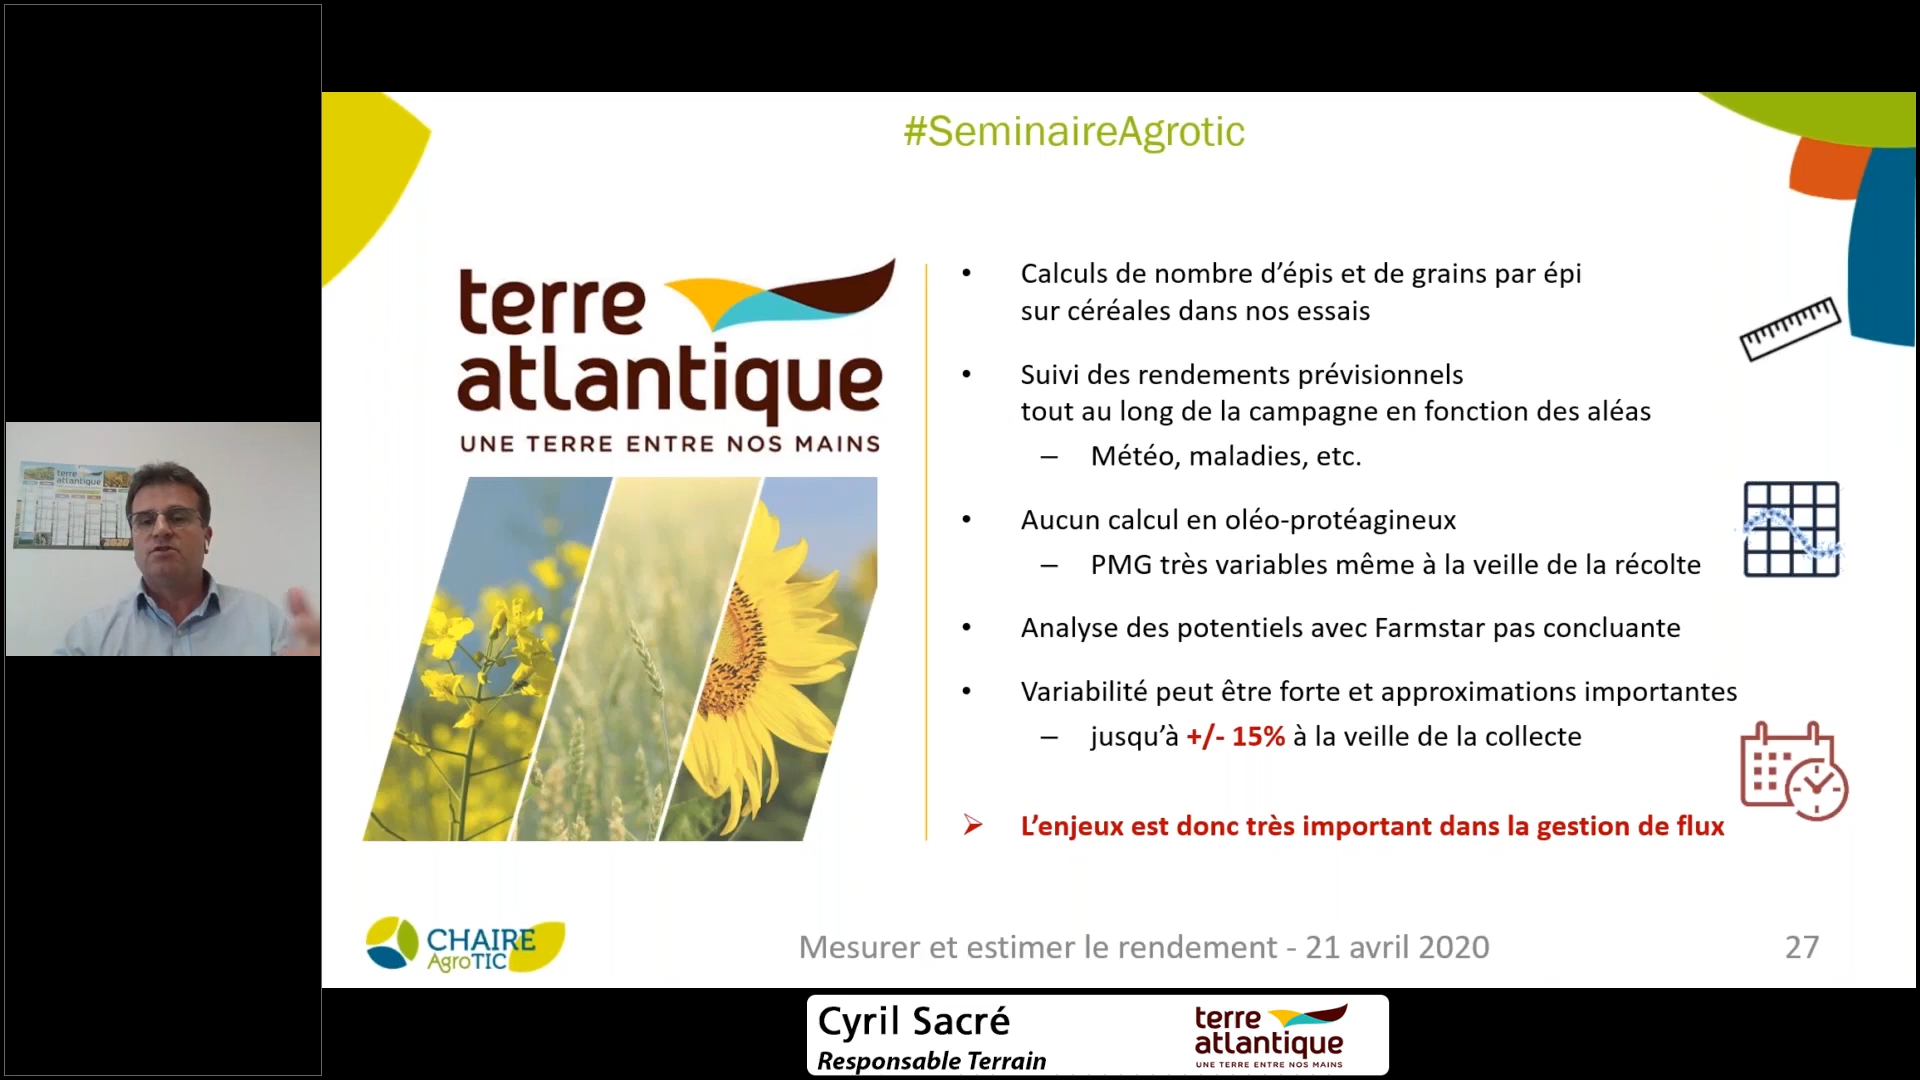 #SeminaireAgrotic
terre
atlantique
UNE TERRE ENTRE NOS MAINS
• Calculs de nombre d’épis et de grains par épi
sur céréales dans nos essais
• Suivi des rendements prévisionnels
tout au long de la campagne en fonction des aléas
– Météo, maladies, etc.
• Aucun calcul en oléo-protéagineux
– PMG très variables même à la veille de la récolte
• Analyse des potentiels avec Farmstar pas concluante
• Variabilité peut être forte et approximations importantes
– jusqu’à +/- 15% à la veille de la collecte
➢ L’enjeux est donc très important dans la gestion de flux
terre
atlantique
2020
CHAIRE
AgroTIC
Mesurer et estimer le rendement - 21 avril 2020
27
Cyril Sacré
Responsable Terrain
terre
atlantique
UNE TERRE ENTRE NOS MAINS